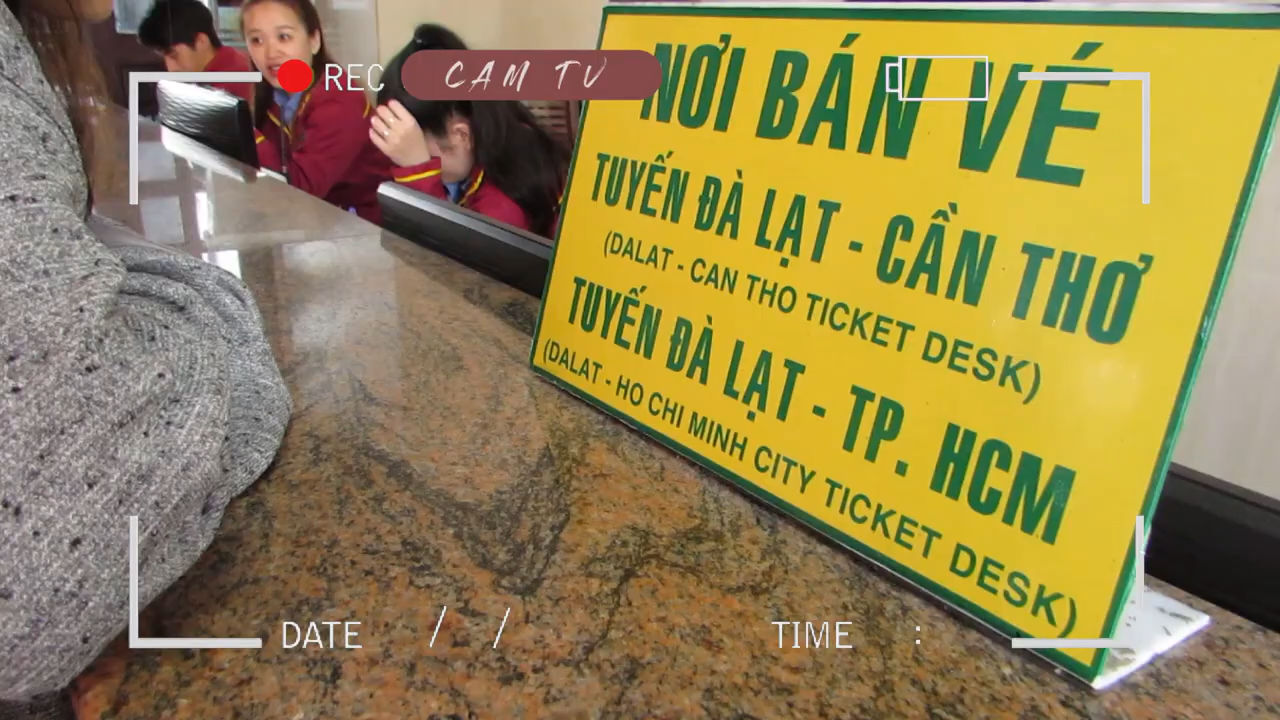 REC
CAM TV
NƠI BÁN VÉ
TUYẾN ĐÀ LẠT - CẦN THƠ
(DALAT - CAN THO TICKET DESK)
TUYẾN ĐÀ LẠT - TP. HCM
(DALAT - HO CHI MINH CITY TICKET DESK)
DATE / /
TIME :